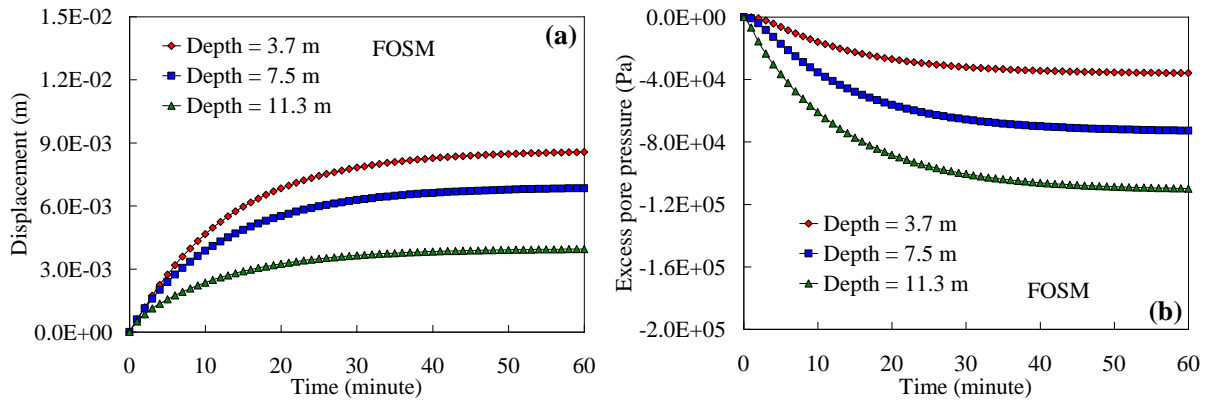 (a)
FOSM
Depth = 3.7 m
Depth = 7.5 m
Depth = 11.3 m
Displacement (m)
1.5E-02
1.2E-02
9.0E-03
6.0E-03
3.0E-03
0.0E+00
0 10 20 30 40 50 60
Time (minute)
Excess pore pressure (Pa)
0.0E+00
-4.0E+04
-8.0E+04
-1.2E+05
-1.6E+05
-2.0E+05
Depth = 3.7 m
Depth = 7.5 m
Depth = 11.3 m
FOSM
(b)
0 10 20 30 40 50 60
Time (minute)